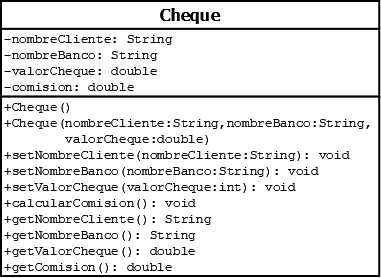 Cheque
-nombreCliente: String
-nombreBanco: String
-valorCheque: double
-comision: double
+Cheque()
+Cheque(nombreCliente:String,nombreBanco:String,
valorCheque:double)
+setNombreCliente(nombreCliente:String): void
+setNombreBanco(nombreBanco:String): void
+setValorCheque(valorCheque:int): void
+calcularComision(): void
+getNombreCliente(): String
+getNombreBanco(): String
+getValorCheque(): double
+getComision(): double